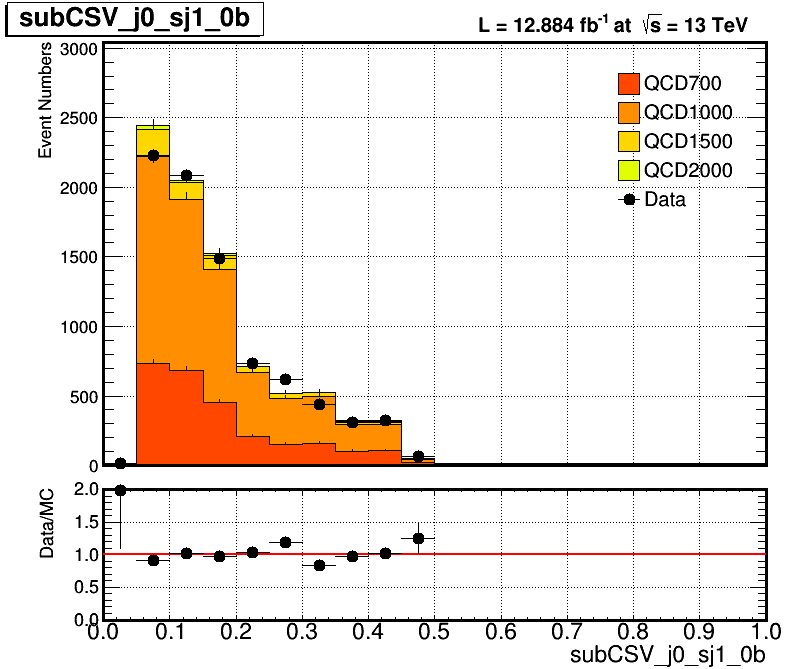 subCSV_j0_sj1_0b
L = 12.884 fb-1 at √s = 13 TeV
Event Numbers
3000
2500
2000
1500
1000
500
0
QCD700
QCD1000
QCD1500
QCD2000
Data
Data/MC
2.0
1.5
1.0
0.5
0.0
0.0 0.1 0.2 0.3 0.4 0.5 0.6 0.7 0.8 0.9 1.0
subCSV_j0_sj1_0b